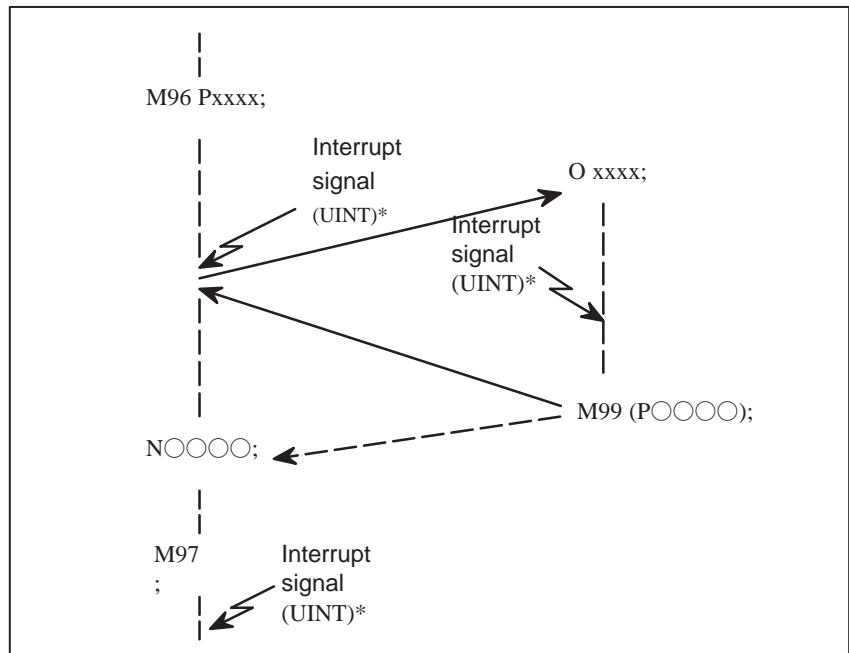 M96 Pxxxx;
Interrupt
signal
(UINT)*
O xxxx;
Interrupt
signal
(UINT)*
M99 (P○○○○);
N○○○○;
M97
;
Interrupt
signal
(UINT)*